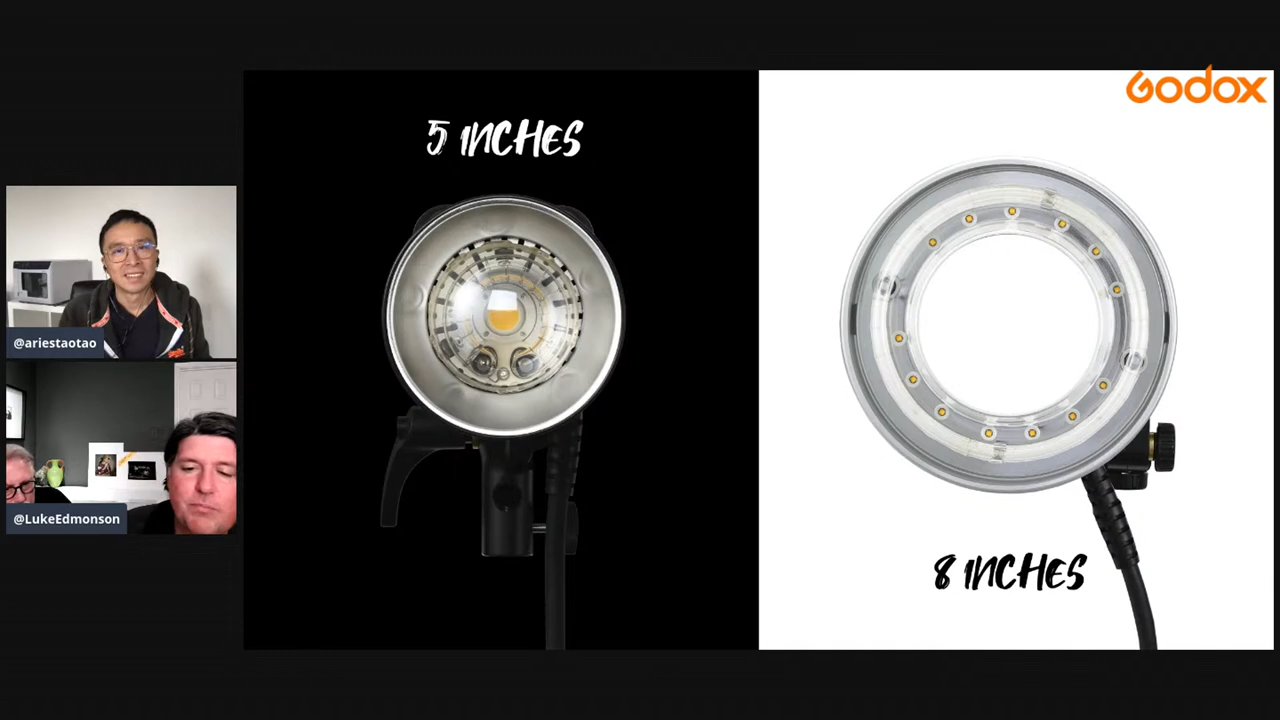 5 INCHES
Godox
@ariestaotao
@LukeEdmonson
8 INCHES